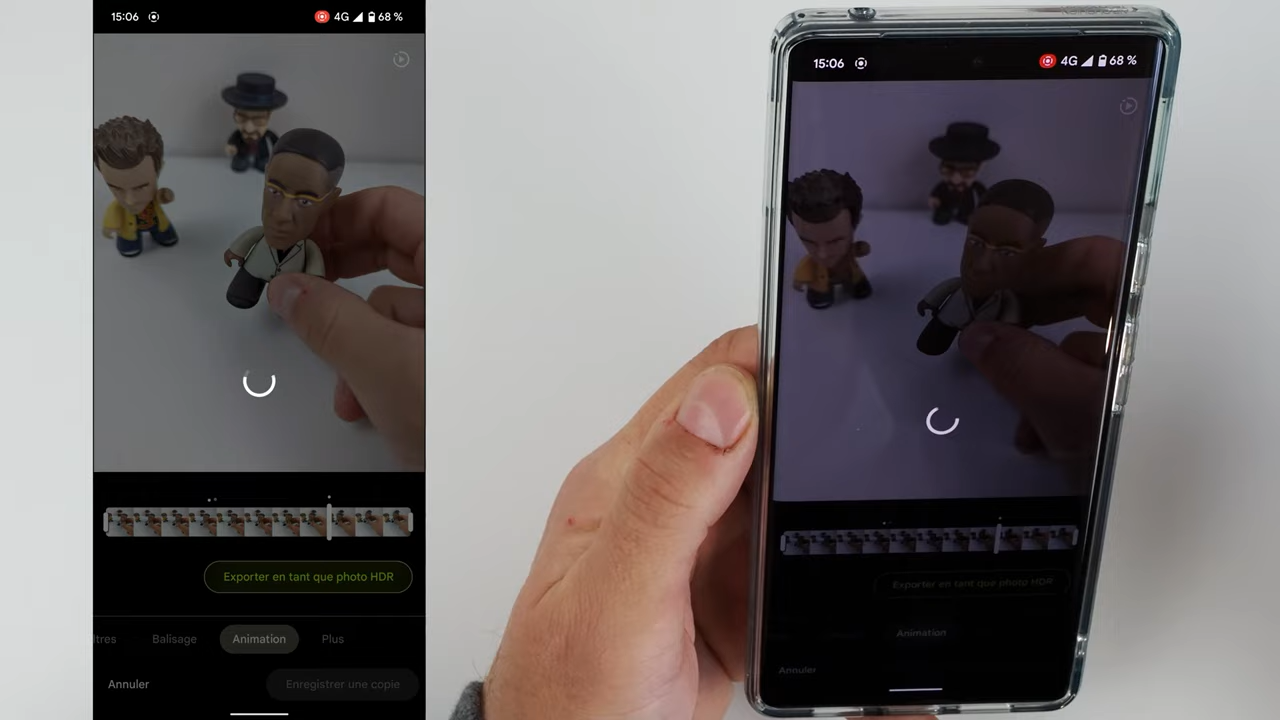 15:06
4G 68 %
Exporter en tant que photo HDR
ltres Balisage Animation Plus
Annuler Enregistrer une copie
15:06
4G 68 %
Exporter en tant que photo HDR
Animation
Annuler